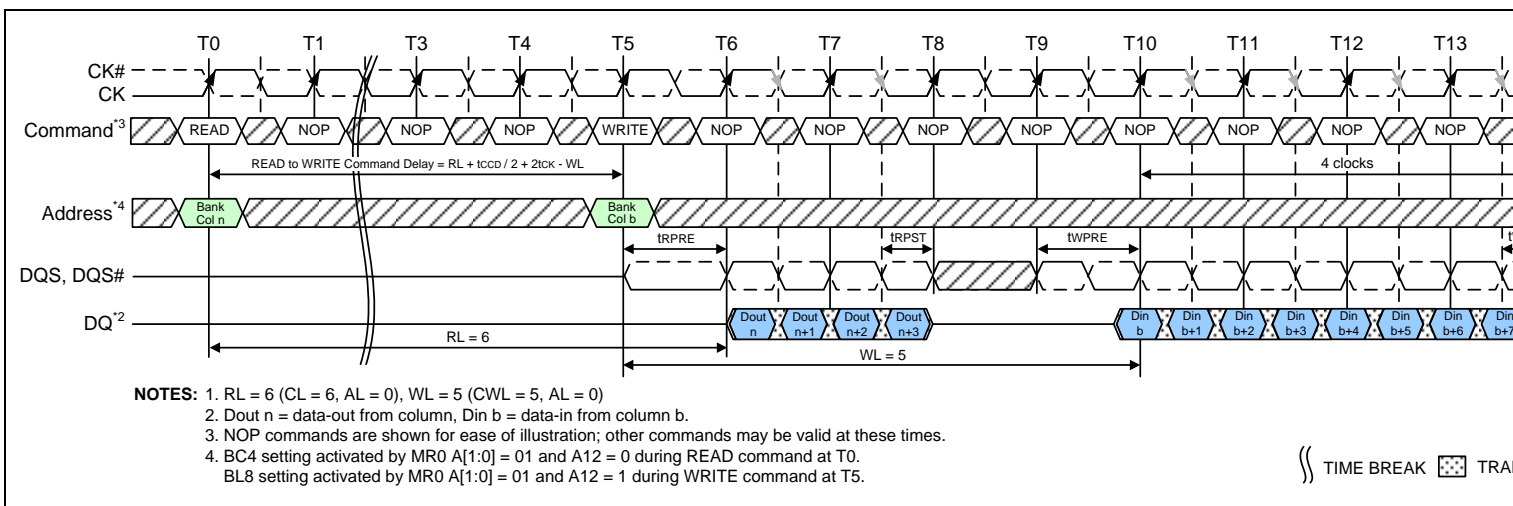 T0 T1 T3 T4 T5 T6 T7 T8 T9 T10 T11 T12 T13
CK#
CK
Command*3 READ NOP NOP NOP WRITE NOP NOP NOP NOP NOP NOP NOP NOP
READ to WRITE Command Delay = RL + tCCD / 2 + 2tCK - WL
4 clocks
Address*4 Bank Col n Bank Col b
tRPRE tRPST tWPRE
DQS, DQS#
DQ*2 Dout n Dout n+1 Dout n+2 Dout n+3 Din b Din b+1 Din b+2 Din b+3 Din b+4 Din b+5 Din b+6 Din b+7
RL = 6
WL = 5
NOTES: 1. RL = 6 (CL = 6, AL = 0), WL = 5 (CWL = 5, AL = 0)
2. Dout n = data-out from column, Din b = data-in from column b.
3. NOP commands are shown for ease of illustration; other commands may be valid at these times.
4. BC4 setting activated by MR0 A[1:0] = 01 and A12 = 0 during READ command at T0.
BL8 setting activated by MR0 A[1:0] = 01 and A12 = 1 during WRITE command at T5.
TIME BREAK